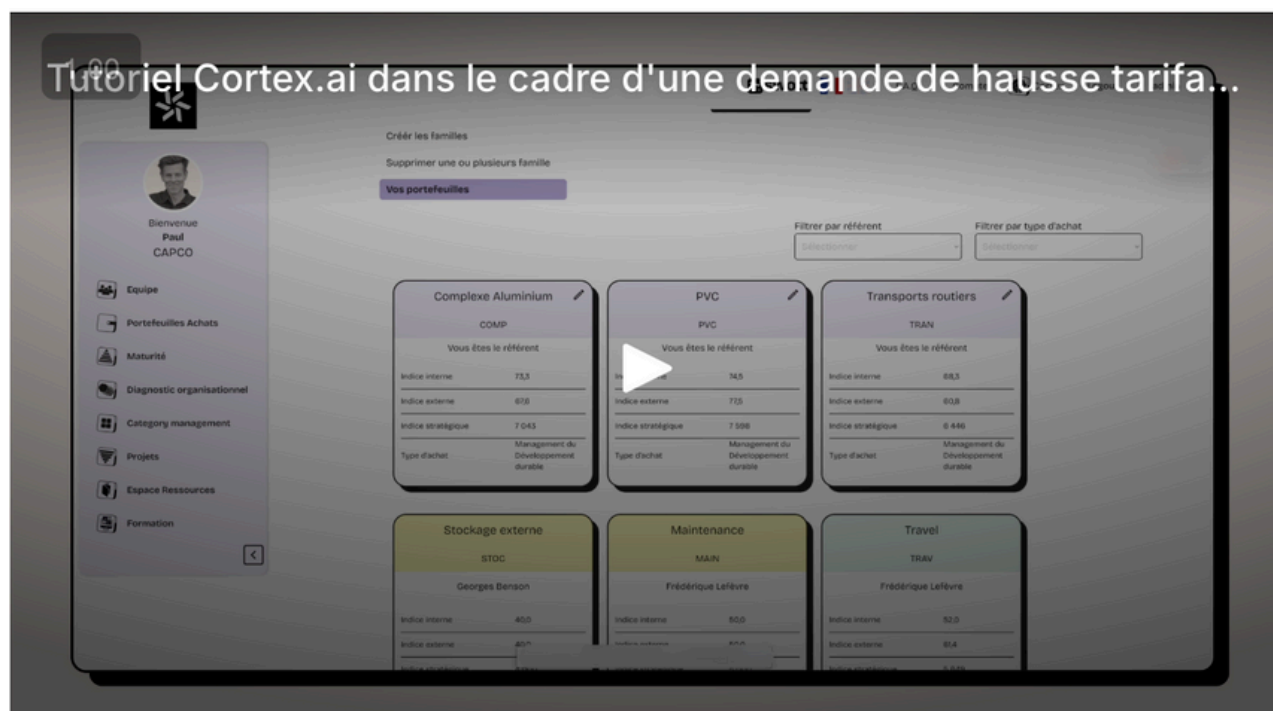 Tutoriel Cortex.ai dans le cadre d'une demande de hausse tarifa...
Créér les familles
Supprimer une ou plusieurs famille
Vos portefeuilles
Bienvenue
Paul
CAPCO
Equipe
Portefeuilles Achats
Maturité
Diagnostic organisationnel
Category management
Projets
Espace Ressources
Formation
Filtrer par référent
Filtrer par type d'achat
Sélectionner
Sélectionner
Complexe Aluminium
COMP
Vous êtes le référent
Indice interne 73,3
Indice externe 67,6
Indice stratégique 7 043
Type d'achat Management du
Développement
durable
PVC
PVC
Vous êtes le référent
74,5
Indice externe 77,5
Indice stratégique 7 598
Type d'achat Management du
Développement
durable
Transports routiers
TRAN
Vous êtes le référent
Indice interne 68,3
Indice externe 60,8
Indice stratégique 6 446
Type d'achat Management du
Développement
durable
Stockage externe
STOC
Georges Benson
Indice interne 40,0
Indice externe
Maintenance
MAIN
Frédérique Lefèvre
Indice interne 50,0
Travel
TRAV
Frédérique Lefèvre
Indice interne 52,0
Indice externe 61,4